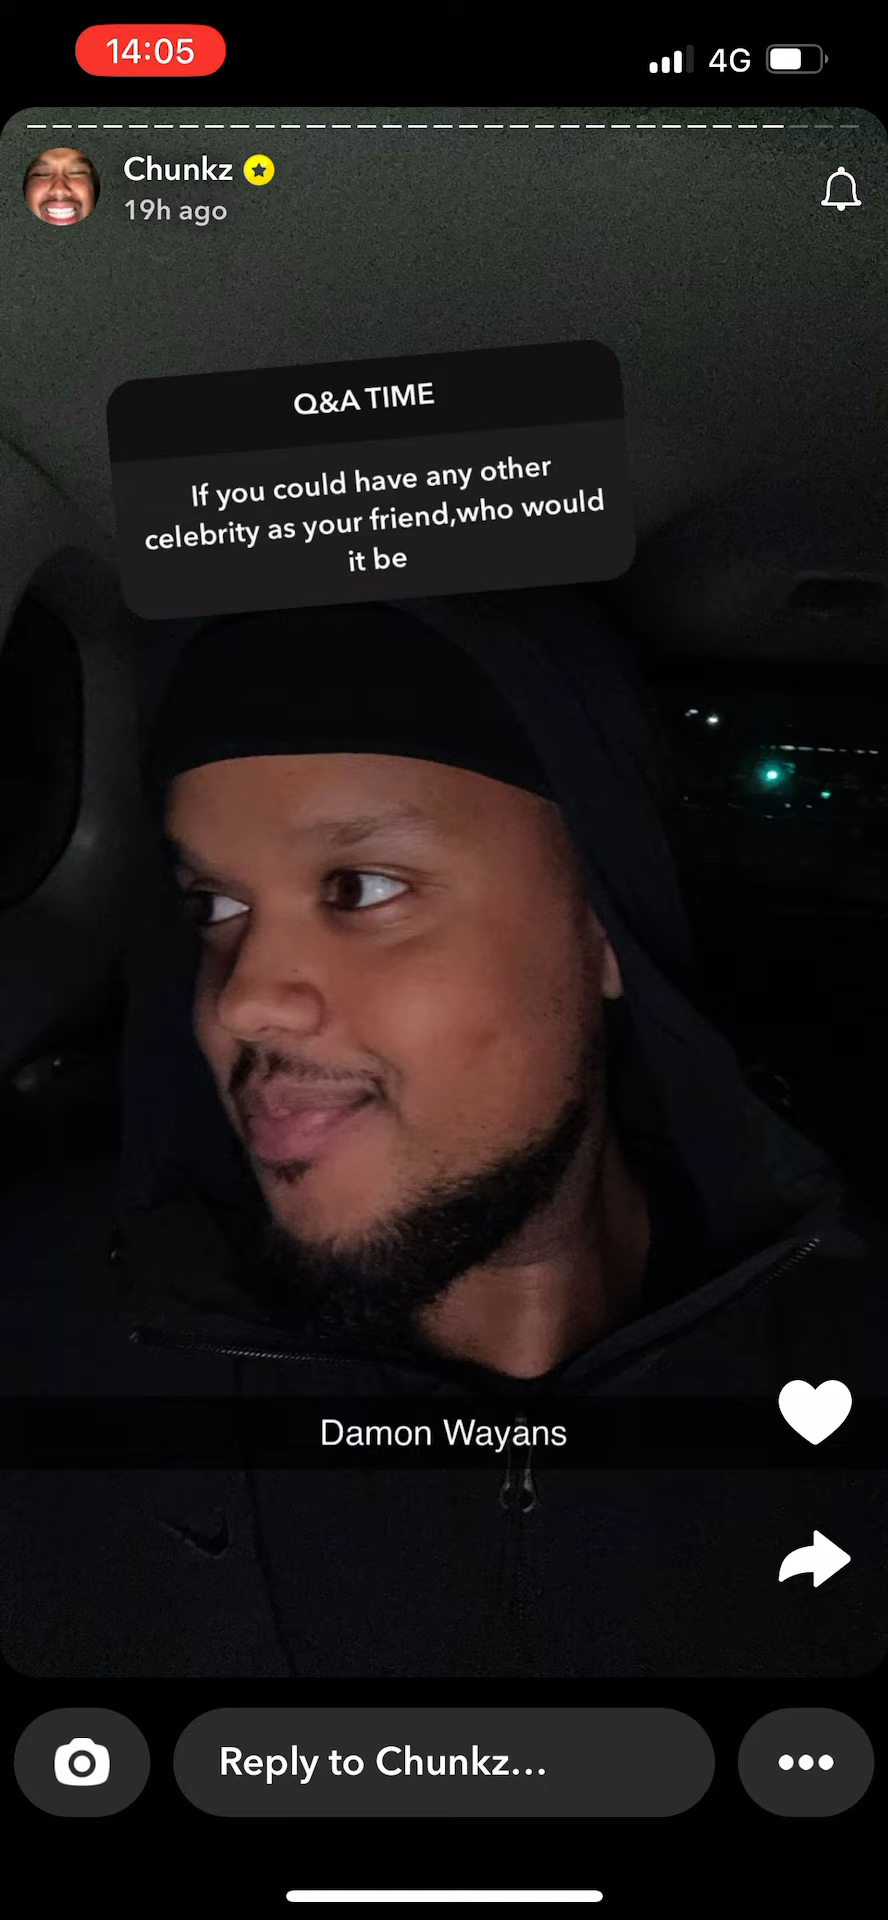 14:05
4G
Chunkz
19h ago
Q&A TIME
If you could have any other
celebrity as your friend,who would
it be
Damon Wayans
Reply to Chunkz...